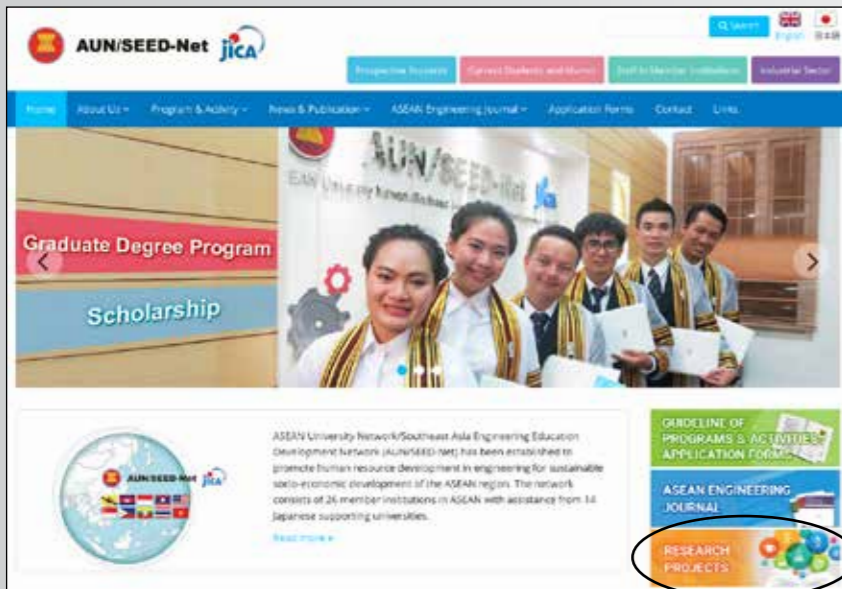 AUN/SEED-Net jica
Search
English 日本語
Prospective Students Current Students and Alumni Staff in Member Institutions Industrial Sector
Home About Us Program & Activity News & Publication ASEAN Engineering Journal Application Forms Contact Links
AUN/SEED-Net
jica
Graduate Degree Program
Scholarship
AUN/SEED-Net jica
ASEAN University Network/Southeast Asia Engineering Education
Development Network (AUN/SEED-Net) has been established to
promote human resource development in engineering for sustainable
socio-economic development of the ASEAN region. The network
consists of 26 member institutions in ASEAN with assistance from 14
Japanese supporting universities.
Read more »
GUIDELINE OF
PROGRAMS & ACTIVITIES
APPLICATION FORMS
ASEAN ENGINEERING
JOURNAL
RESEARCH
PROJECTS